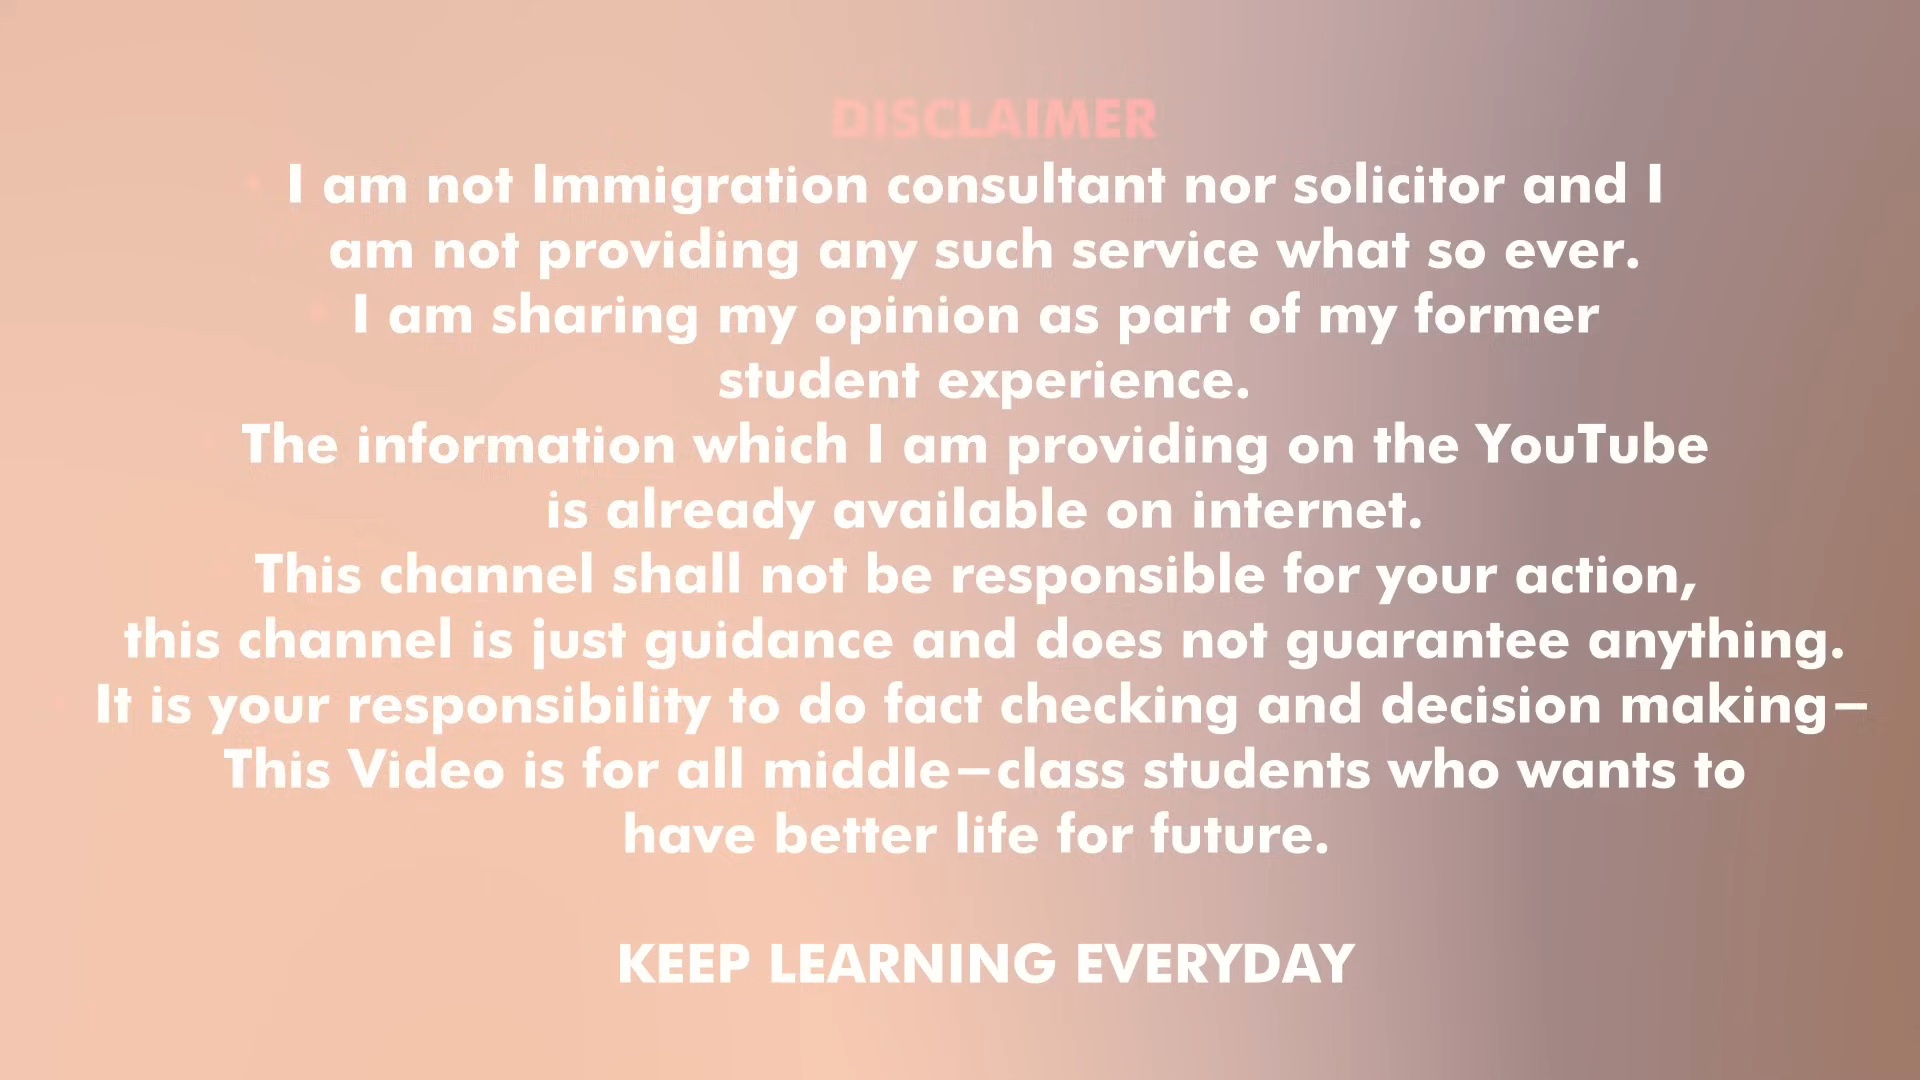 DISCLAIMER
• I am not Immigration consultant nor solicitor and I
am not providing any such service what so ever.
• I am sharing my opinion as part of my former
student experience.
The information which I am providing on the YouTube
is already available on internet.
This channel shall not be responsible for your action,
this channel is just guidance and does not guarantee anything.
It is your responsibility to do fact checking and decision making–
This Video is for all middle–class students who wants to
have better life for future.
KEEP LEARNING EVERYDAY